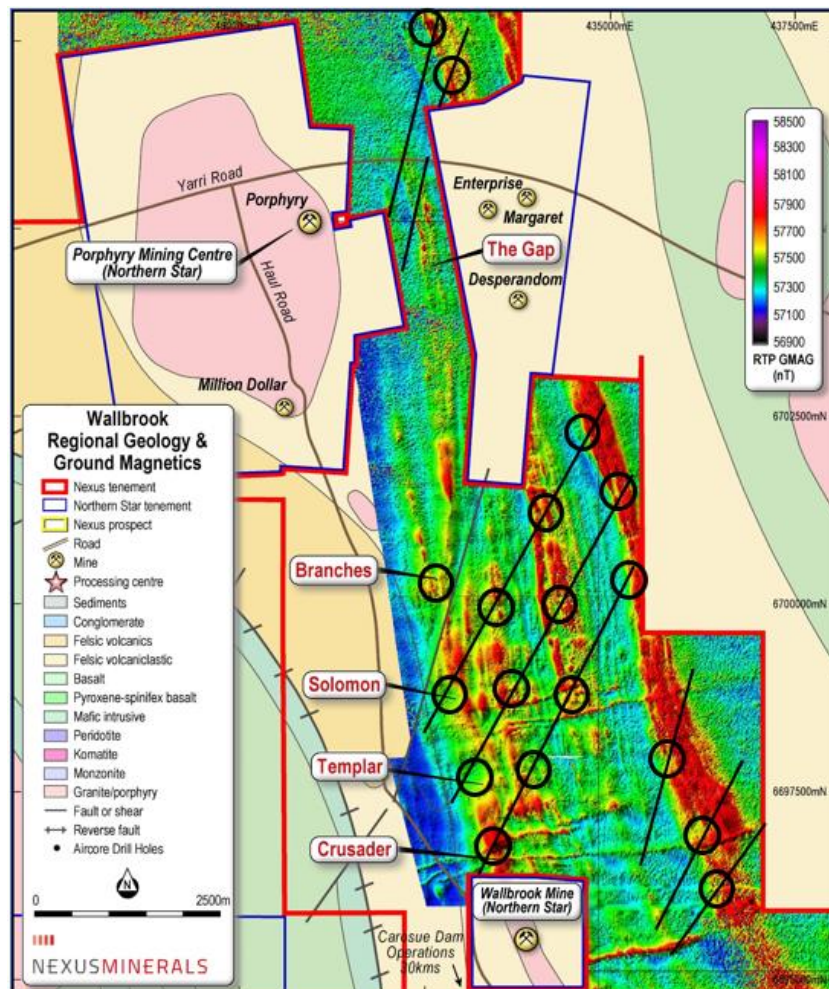 435000mE
437500mE
58500
58300
58100
57900
57700
57500
57300
57100
56900
RTP GMAG
(nT)
Yarri Road
Porphyry
Enterprise
Margaret
The Gap
Porphyry Mining Centre
(Northern Star)
Haul Road
Desperandom
Million Dollar
6702500mN
Wallbrook
Regional Geology &
Ground Magnetics
Nexus tenement
Northern Star tenement
Nexus prospect
Road
Mine
Processing centre
Sediments
Conglomerate
Felsic volcanics
Felsic volcaniclastic
Basalt
Pyroxene-spinifex basalt
Mafic intrusive
Peridotite
Komatite
Monzonite
Granite/porphyry
Fault or shear
Reverse fault
Aircore Drill Holes
N
0
2500m
NEXUSMINERALS
Branches
6700000mN
Solomon
Templar
6697500mN
Crusader
Wallbrook Mine
(Northern Star)
Carosue Dam
Operations
30kms